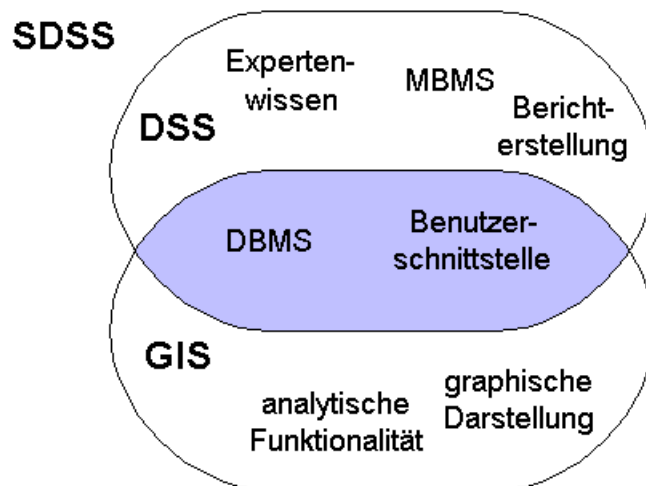 SDSS
Experten-
wissen
MBMS
Bericht-
erstellung
DSS
DBMS
Benutzer-
schnittstelle
GIS
analytische
Funktionalität
graphische
Darstellung